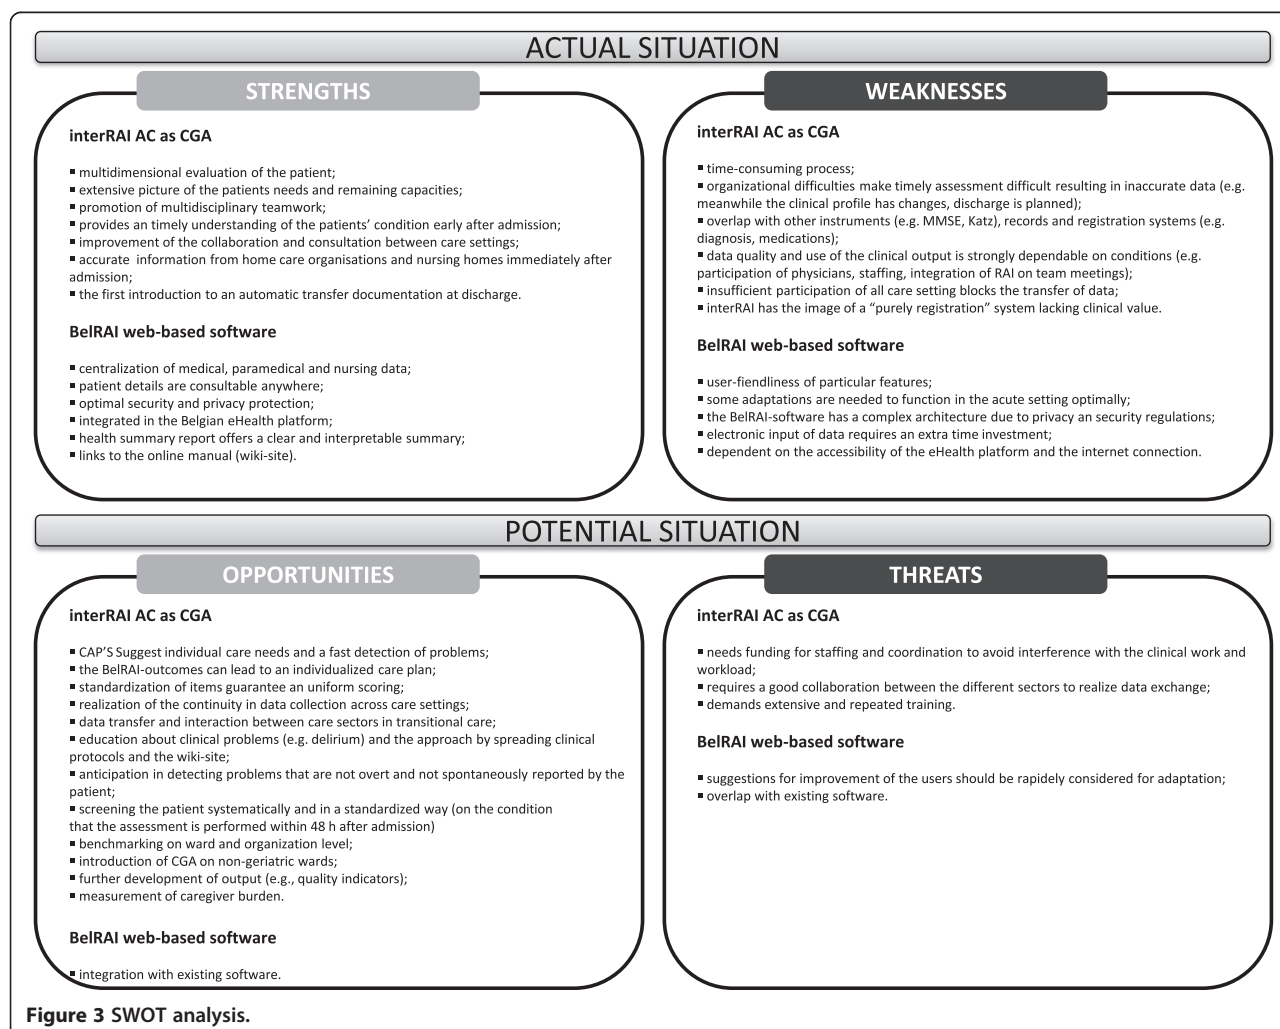 ACTUAL SITUATION
STRENGTHS
interRAI AC as CGA
▪ multidimensional evaluation of the patient;
▪ extensive picture of the patients needs and remaining capacities;
▪ promotion of multidisciplinary teamwork;
▪ provides an timely understanding of the patients’ condition early after admission;
▪ improvement of the collaboration and consultation between care settings;
▪ accurate information from home care organisations and nursing homes immediately after
admission;
▪ the first introduction to an automatic transfer documentation at discharge.
BelRAI web-based software
▪ centralization of medical, paramedical and nursing data;
▪ patient details are consultable anywhere;
▪ optimal security and privacy protection;
▪ integrated in the Belgian eHealth platform;
▪ health summary report offers a clear and interpretable summary;
▪ links to the online manual (wiki-site).
WEAKNESSES
interRAI AC as CGA
▪ time-consuming process;
▪ organizational difficulties make timely assessment difficult resulting in inaccurate data (e.g.
meanwhile the clinical profile has changes, discharge is planned);
▪ overlap with other instruments (e.g. MMSE, Katz), records and registration systems (e.g.
diagnosis, medications);
▪ data quality and use of the clinical output is strongly dependable on conditions (e.g.
participation of physicians, staffing, integration of RAI on team meetings);
▪ insufficient participation of all care setting blocks the transfer of data;
▪ interRAI has the image of a “purely registration” system lacking clinical value.
BelRAI web-based software
▪ user-fiendliness of particular features;
▪ some adaptations are needed to function in the acute setting optimally;
▪ the BelRAI-software has a complex architecture due to privacy an security regulations;
▪ electronic input of data requires an extra time investment;
▪ dependent on the accessibility of the eHealth platform and the internet connection.
POTENTIAL SITUATION
OPPORTUNITIES
interRAI AC as CGA
▪ CAP’S Suggest individual care needs and a fast detection of problems;
▪ the BelRAI-outcomes can lead to an individualized care plan;
▪ standardization of items guarantee an uniform scoring;
▪ realization of the continuity in data collection across care settings;
▪ data transfer and interaction between care sectors in transitional care;
▪ education about clinical problems (e.g. delirium) and the approach by spreading clinical
protocols and the wiki-site;
▪ anticipation in detecting problems that are not overt and not spontaneously reported by the
patient;
▪ screening the patient systematically and in a standardized way (on the condition
that the assessment is performed within 48 h after admission)
▪ benchmarking on ward and organization level;
▪ introduction of CGA on non-geriatric wards;
▪ further development of output (e.g., quality indicators);
▪ measurement of caregiver burden.
BelRAI web-based software
▪ integration with existing software.
THREATS
interRAI AC as CGA
▪ needs funding for staffing and coordination to avoid interference with the clinical work and
workload;
▪ requires a good collaboration between the different sectors to realize data exchange;
▪ demands extensive and repeated training.
BelRAI web-based software
▪ suggestions for improvement of the users should be rapidely considered for adaptation;
▪ overlap with existing software.
Figure 3 SWOT analysis.